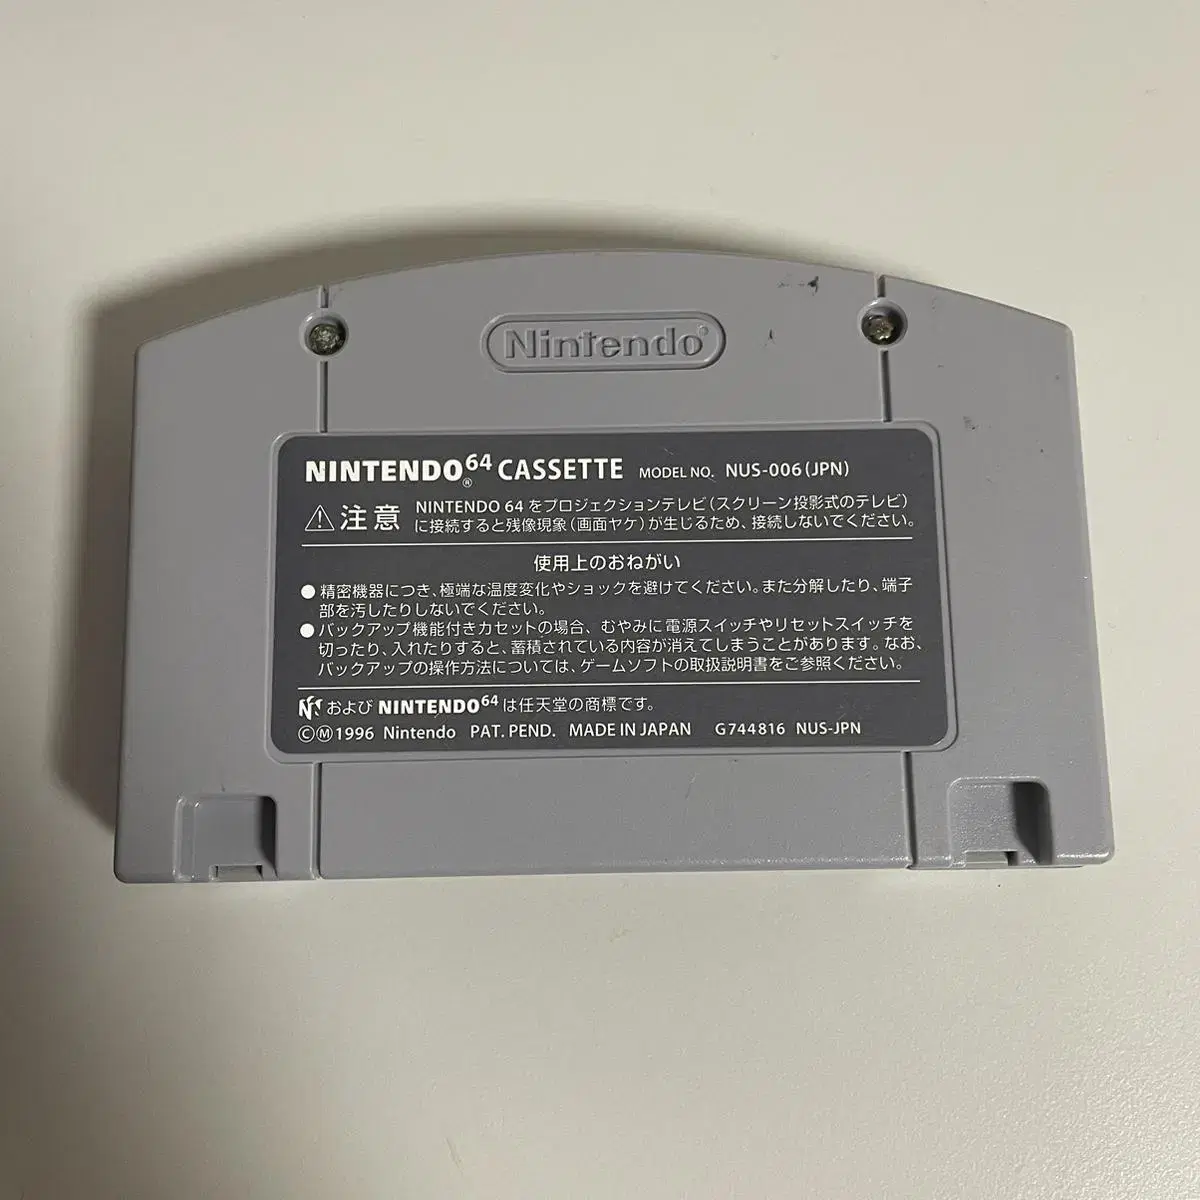 Nintendo®
NINTENDO®64 CASSETTE MODEL NO. NUS-006(JPN)
⚠注意 NINTENDO 64 をプロジェクションテレビ(スクリーン投影式のテレビ)
に接続すると残像現象(画面ヤケ)が生じるため、接続しないでください。
使用上のおねがい
●精密機器につき、極端な温度変化やショックを避けてください。また分解したり、端子
部を汚したりしないでください。
●バックアップ機能付きカセットの場合、むやみに電源スイッチやリセットスイッチを
切ったり、入れたりすると、蓄積されている内容が消えてしまうことがあります。なお、
バックアップの操作方法については、ゲームソフトの取扱説明書をご参照ください。
および NINTENDO64 は任天堂の商標です。
ⒸⓂ1996 Nintendo PAT. PEND. MADE IN JAPAN G744816 NUS-JPN